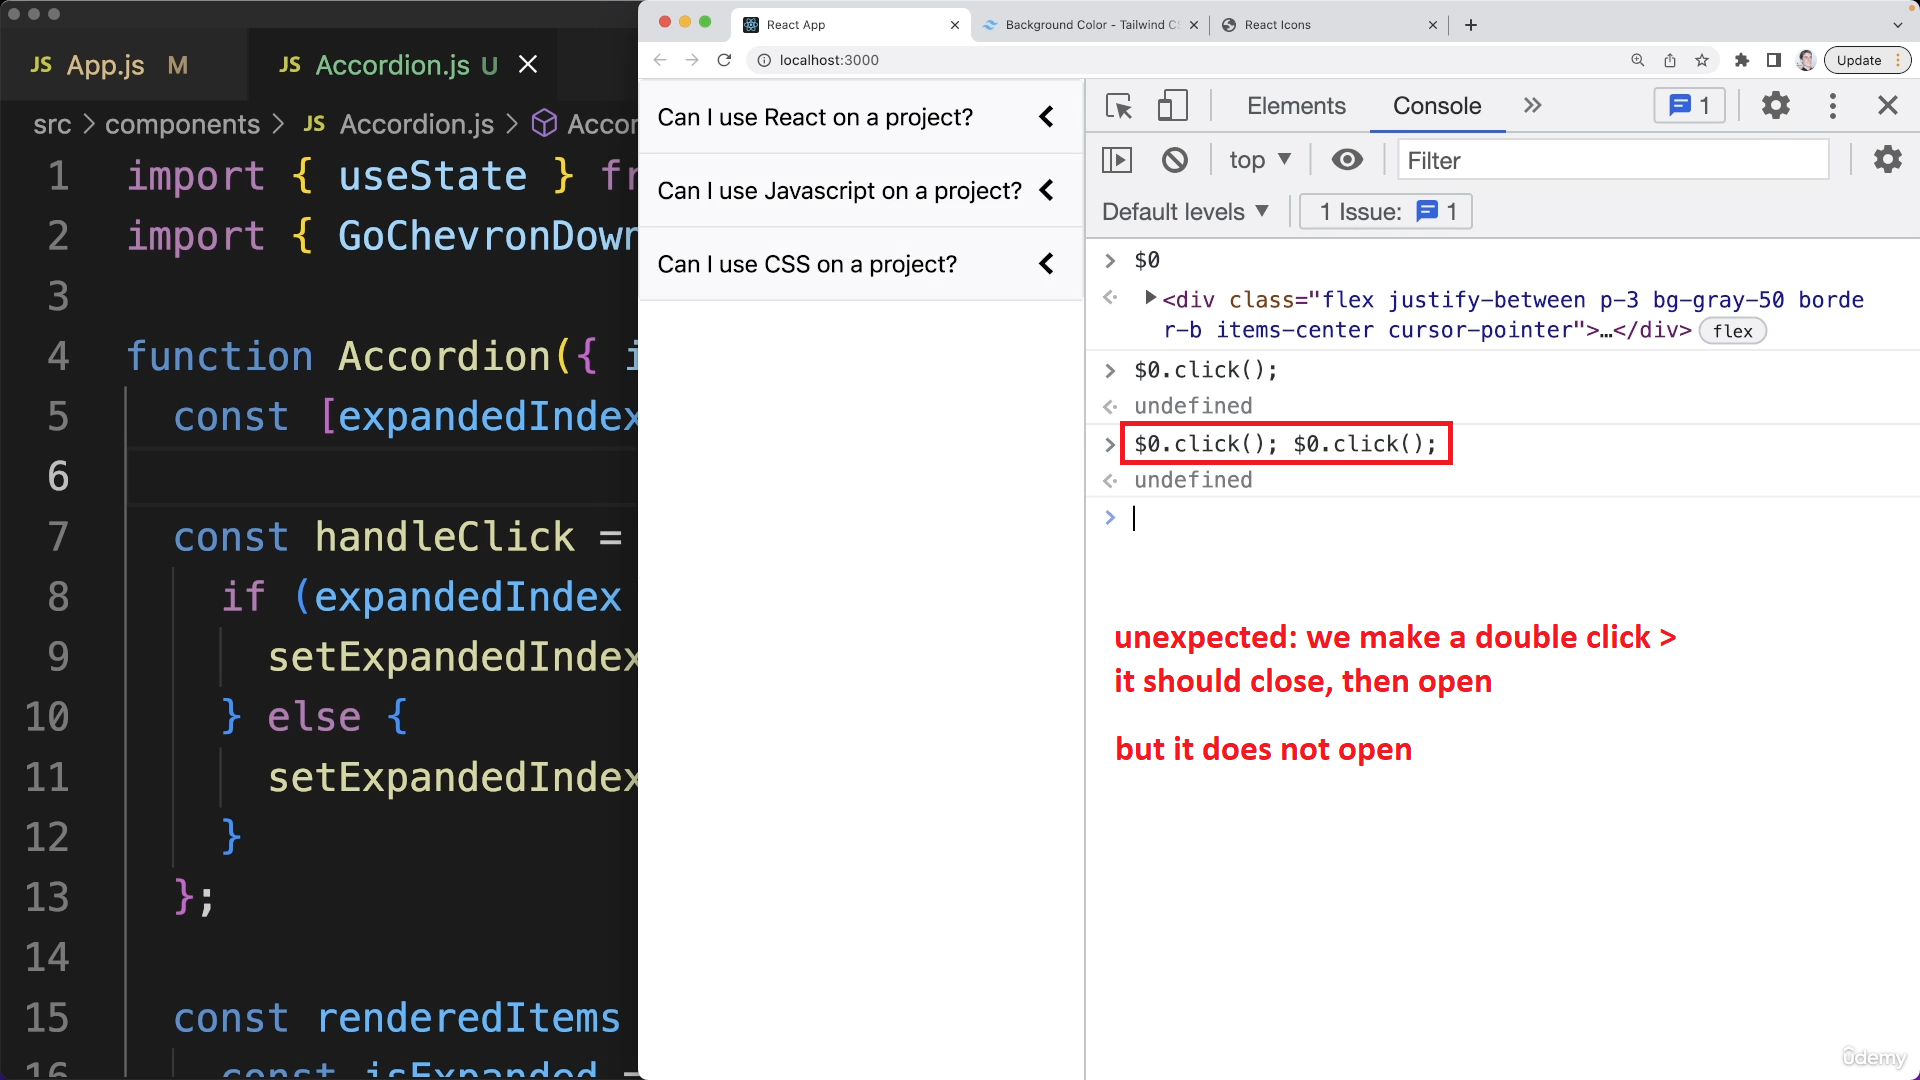 JS App.js M
JS Accordion.js U
src > components > JS Accordion.js > Accor
1 import { useState } fr
2 import { GoChevronDown
3
4 function Accordion({ i
5 const [expandedIndex
6
7 const handleClick =
8 if (expandedIndex
9 setExpandedIndex
10 } else {
11 setExpandedIndex
12 }
13 };
14
15 const renderedItems
16 const isExpanded =
React App
Background Color - Tailwind CS
React Icons
localhost:3000
Update
Can I use React on a project?
Can I use Javascript on a project?
Can I use CSS on a project?
Elements Console 1
top Filter
Default levels 1 Issue: 1
> $0
<div class="flex justify-between p-3 bg-gray-50 borde
r-b items-center cursor-pointer">…</div> flex
> $0.click();
undefined
> $0.click(); $0.click();
undefined
>
unexpected: we make a double click >
it should close, then open
but it does not open
ûdemy